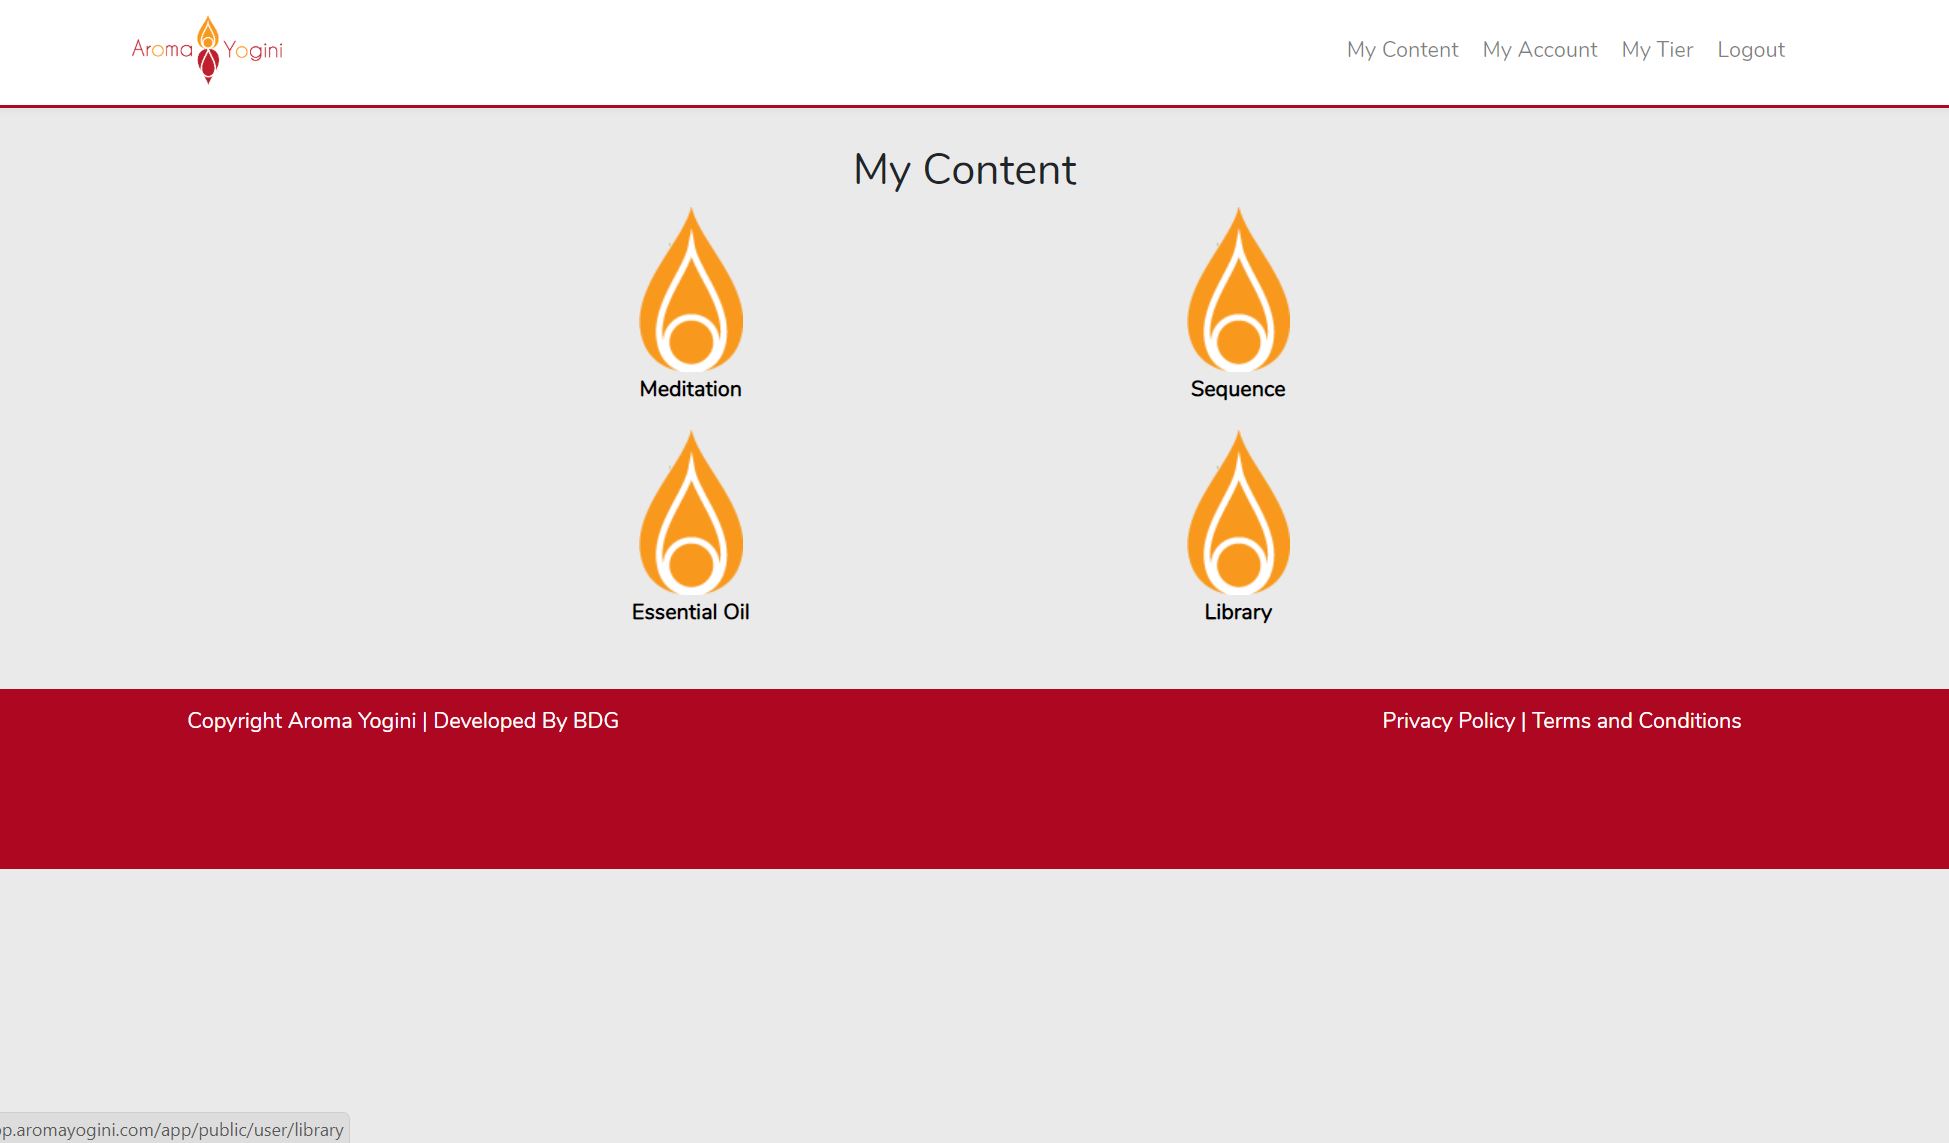 Aroma Yogini
My Content My Account My Tier Logout
My Content
Meditation
Sequence
Essential Oil
Library
Copyright Aroma Yogini | Developed By BDG
Privacy Policy | Terms and Conditions
p.aromayogini.com/app/public/user/library